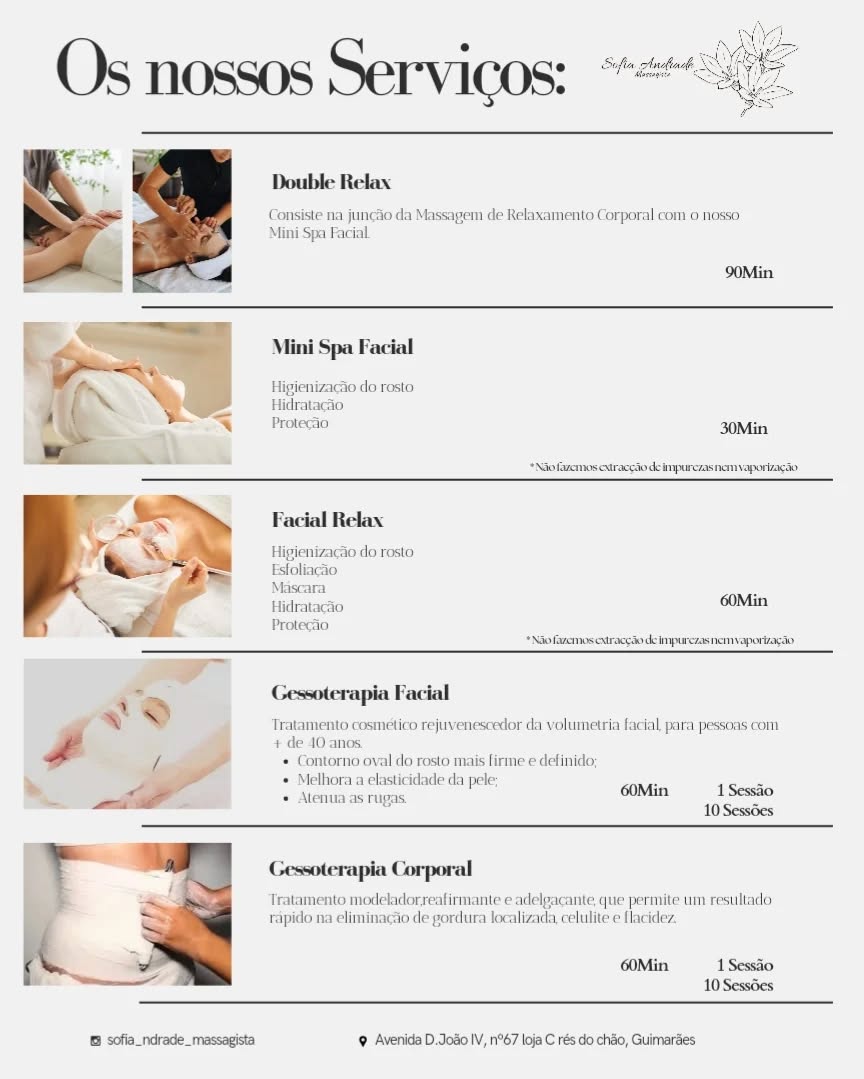 Os nossos Serviços:
Sofia Andrade
Massagista
Double Relax
Consiste na junção da Massagem de Relaxamento Corporal com o nosso
Mini Spa Facial.
90Min
Mini Spa Facial
Higienização do rosto
Hidratação
Proteção
30Min
*Não fazemos extracção de impurezas nem vaporização
Facial Relax
Higienização do rosto
Esfoliação
Máscara
Hidratação
Proteção
60Min
*Não fazemos extracção de impurezas nem vaporização
Gessoterapia Facial
Tratamento cosmético rejuvenescedor da volumetria facial, para pessoas com
+ de 40 anos.
• Contorno oval do rosto mais firme e definido;
• Melhora a elasticidade da pele;
• Atenua as rugas.
60Min 1 Sessão
10 Sessões
Gessoterapia Corporal
Tratamento modelador,reafirmante e adelgaçante, que permite um resultado
rápido na eliminação de gordura localizada, celulite e flacidez.
60Min 1 Sessão
10 Sessões
sofia_ndrade_massagista
Avenida D.João IV, nº67 loja C rés do chão, Guimarães